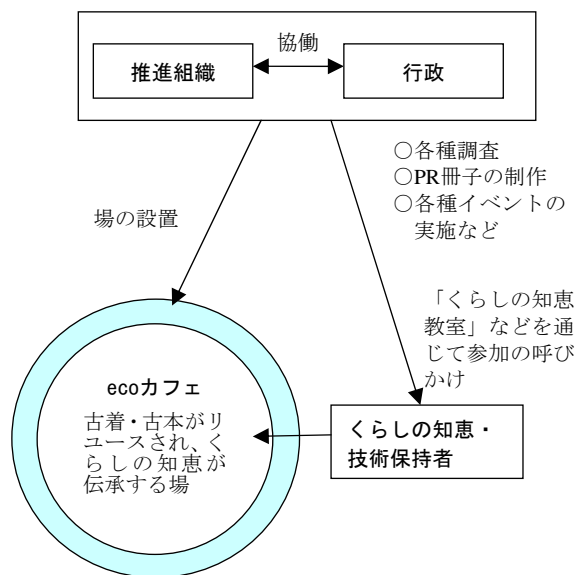 協働
推進組織
行政
○各種調査
○PR冊子の制作
○各種イベントの
実施など
場の設置
「くらしの知恵
教室」などを通
じて参加の呼び
かけ
ecoカフェ
古着・古本がリ
ユースされ、く
らしの知恵が
伝承する場
くらしの知恵・
技術保持者